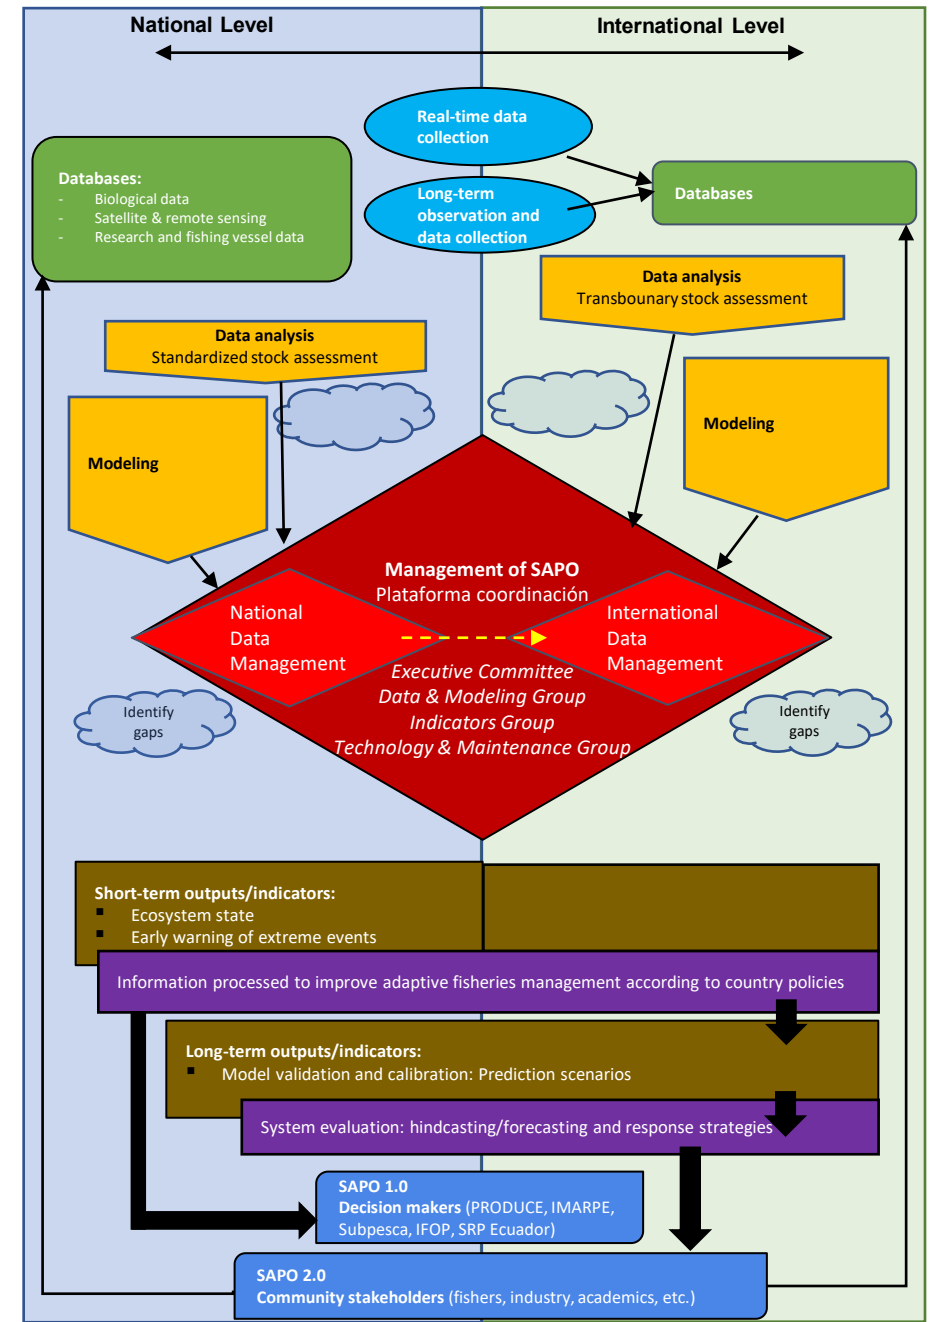 National Level
International Level
Real-time data
collection
Databases:
- Biological data
- Satellite & remote sensing
- Research and fishing vessel data
Long-term
observation and
data collection
Databases
Data analysis
Transbounary stock assessment
Data analysis
Standardized stock assessment
Modeling
Modeling
Management of SAPO
Plataforma coordinación
National
Data
Management
International
Data
Management
Executive Committee
Data & Modeling Group
Indicators Group
Technology & Maintenance Group
Identify
gaps
Identify
gaps
Short-term outputs/indicators:
▪ Ecosystem state
▪ Early warning of extreme events
Information processed to improve adaptive fisheries management according to country policies
Long-term outputs/indicators:
▪ Model validation and calibration: Prediction scenarios
System evaluation: hindcasting/forecasting and response strategies
SAPO 1.0
Decision makers (PRODUCE, IMARPE,
Subpesca, IFOP, SRP Ecuador)
SAPO 2.0
Community stakeholders (fishers, industry, academics, etc.)